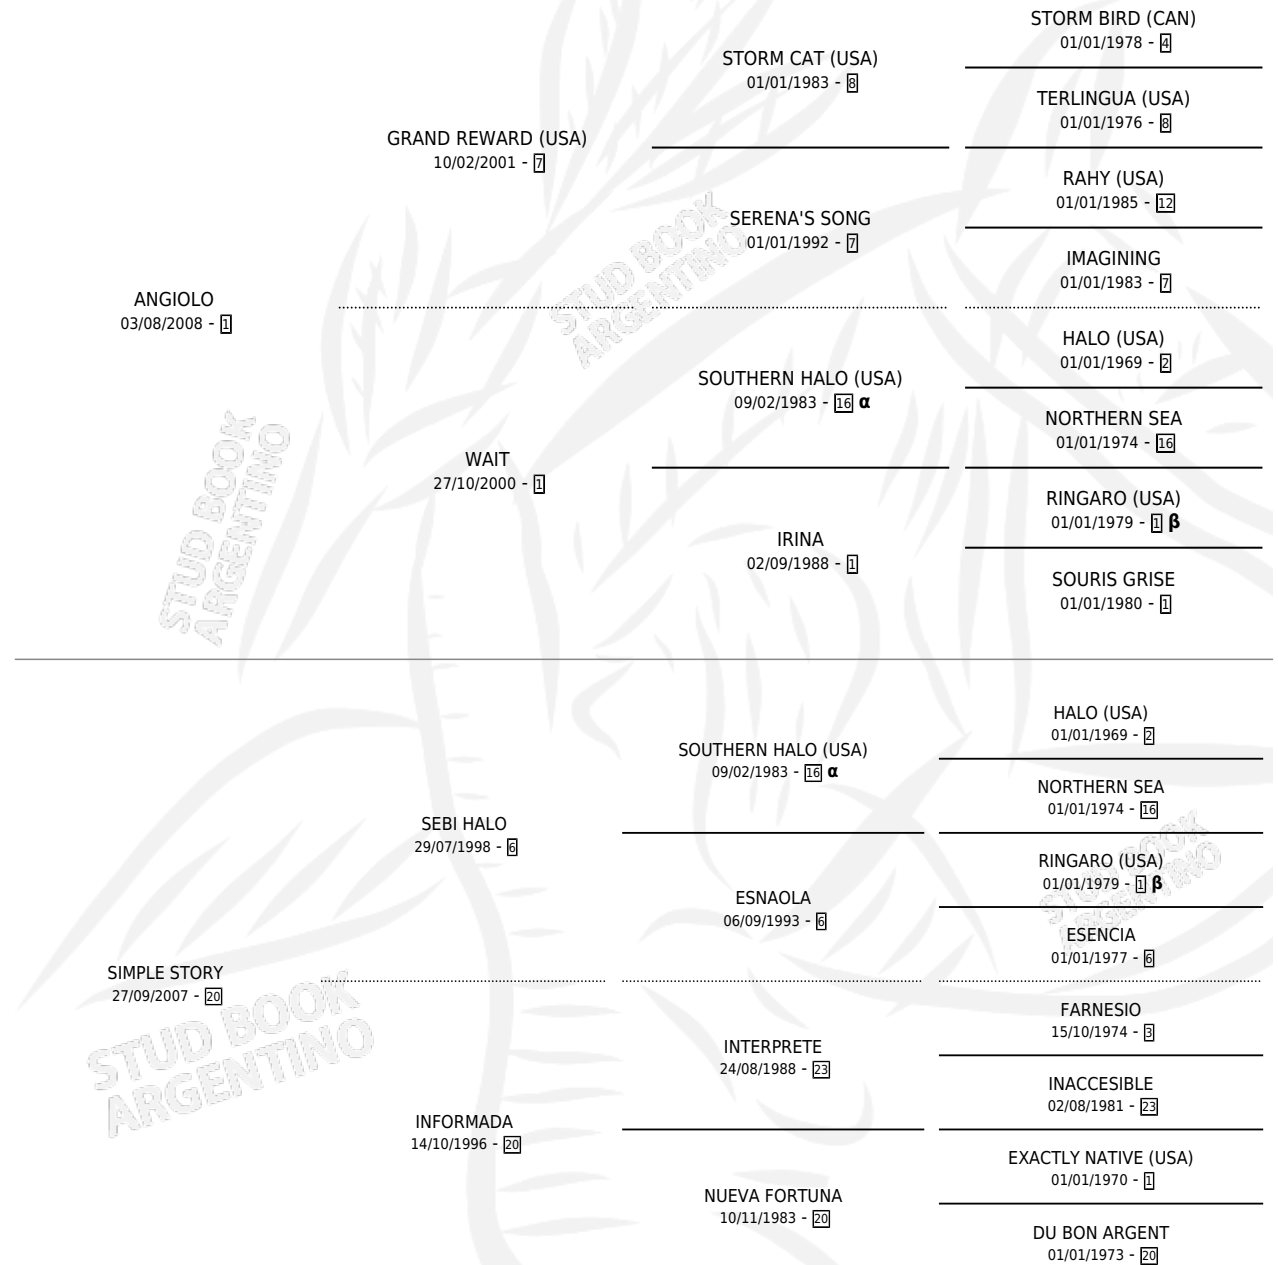 STORM BIRD (CAN)
01/01/1978 - 4
STORM CAT (USA)
01/01/1983 - 8
TERLINGUA (USA)
01/01/1976 - 8
GRAND REWARD (USA)
10/02/2001 - 7
RAHY (USA)
01/01/1985 - 12
SERENA'S SONG
01/01/1992 - 7
IMAGINING
01/01/1983 - 7
STUD BOOK
ARGENTINO
ANGIOLO
03/08/2008 - 1
HALO (USA)
01/01/1969 - 2
SOUTHERN HALO (USA)
09/02/1983 - 16 α
NORTHERN SEA
01/01/1974 - 16
WAIT
27/10/2000 - 1
RINGARO (USA)
01/01/1979 - 1 β
IRINA
02/09/1988 - 1
SOURIS GRISE
01/01/1980 - 1
STUD BOOK
ARGENTINO
HALO (USA)
01/01/1969 - 2
SOUTHERN HALO (USA)
09/02/1983 - 16 α
NORTHERN SEA
01/01/1974 - 16
SEBI HALO
29/07/1998 - 6
RINGARO (USA)
01/01/1979 - 1 β
ESNAOLA
06/09/1993 - 6
ESENCIA
01/01/1977 - 6
STUD BOOK
ARGENTINO
SIMPLE STORY
27/09/2007 - 20
FARNESIO
15/10/1974 - 3
INTERPRETE
24/08/1988 - 23
INACCESIBLE
02/08/1981 - 23
INFORMADA
14/10/1996 - 20
EXACTLY NATIVE (USA)
01/01/1970 - 1
NUEVA FORTUNA
10/11/1983 - 20
DU BON ARGENT
01/01/1973 - 20
STUD BOOK
ARGENTINO